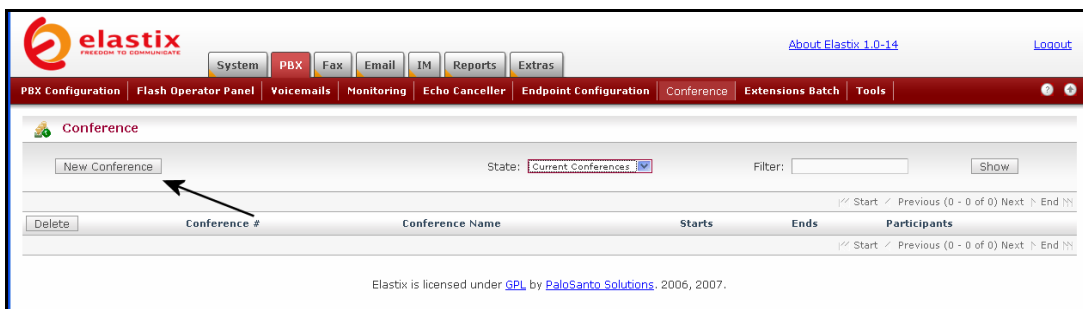 elastix
FREEDOM TO COMMUNICATE
About Elastix 1.0-14 Logout
System PBX Fax Email IM Reports Extras
PBX Configuration Flash Operator Panel Voicemails Monitoring Echo Canceller Endpoint Configuration Conference Extensions Batch Tools
Conference
New Conference State: Current Conferences Filter: Show
Start Previous (0 - 0 of 0) Next End
Delete Conference # Conference Name Starts Ends Participants
Start Previous (0 - 0 of 0) Next End
Elastix is licensed under GPL by PaloSanto Solutions. 2006, 2007.